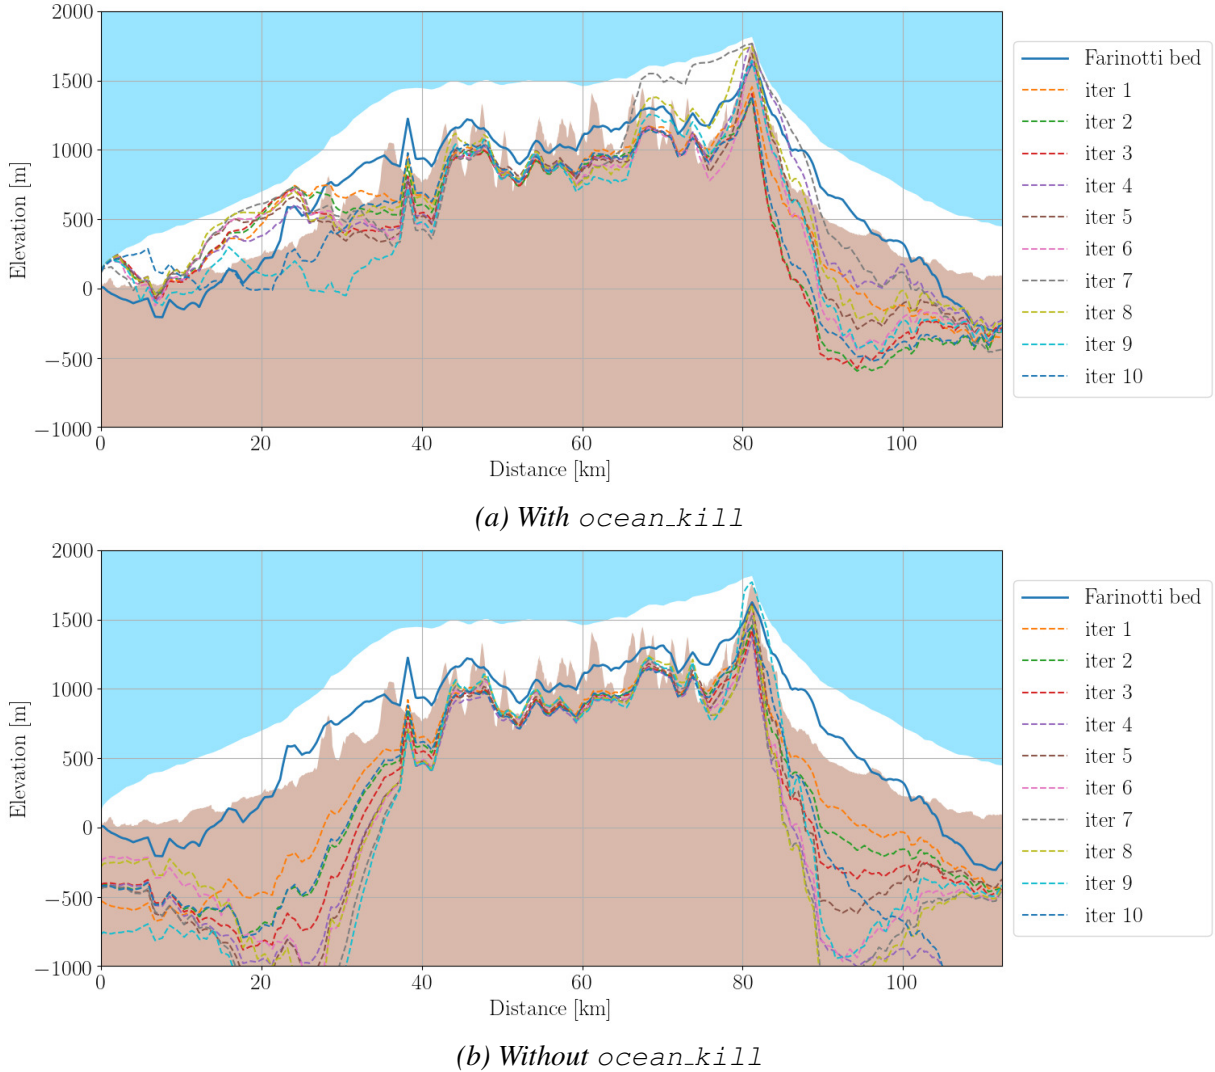 2000
1500
1000
500
0
−500
−1000
Elevation [m]
0
20
40
60
80
100
Distance [km]
Farinotti bed
iter 1
iter 2
iter 3
iter 4
iter 5
iter 6
iter 7
iter 8
iter 9
iter 10
(a) With ocean_kill
2000
1500
1000
500
0
−500
−1000
Elevation [m]
0
20
40
60
80
100
Distance [km]
Farinotti bed
iter 1
iter 2
iter 3
iter 4
iter 5
iter 6
iter 7
iter 8
iter 9
iter 10
(b) Without ocean_kill